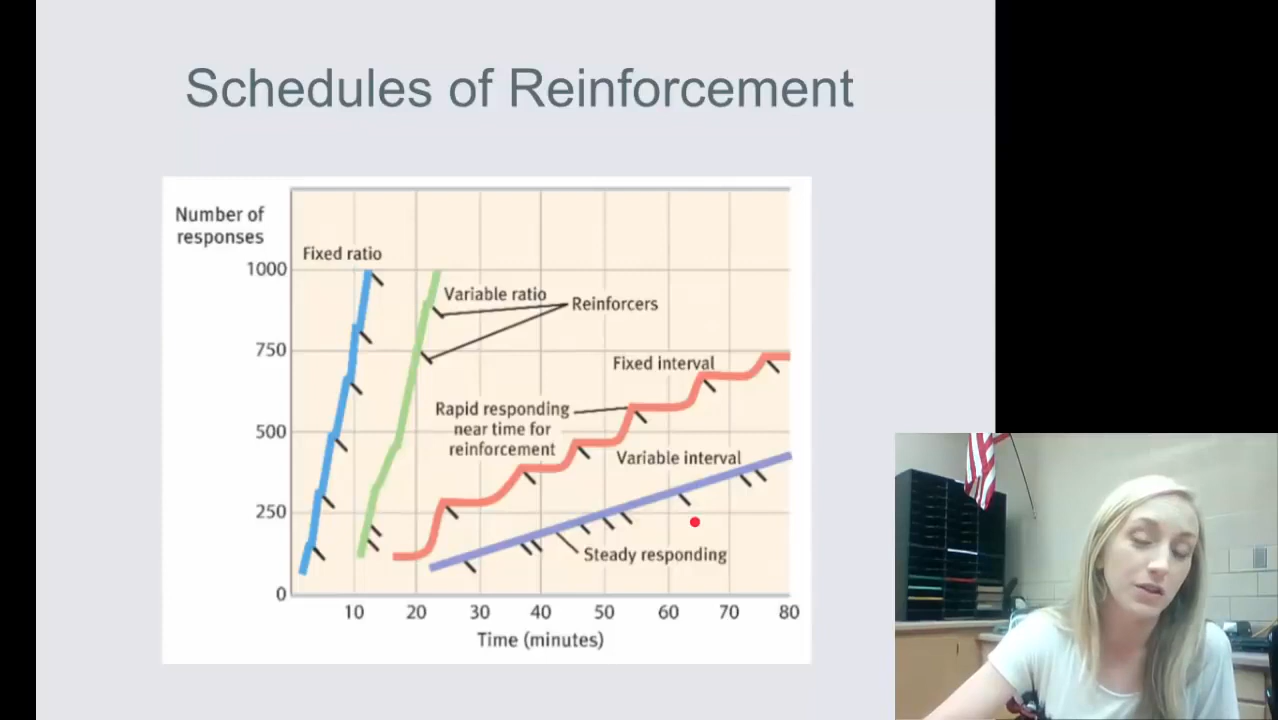 Schedules of Reinforcement
Number of
responses
Fixed ratio
1000
Variable ratio
Reinforcers
750
Fixed interval
Rapid responding
near time for
reinforcement
500
Variable interval
250
Steady responding
0
10 20 30 40 50 60 70 80
Time (minutes)